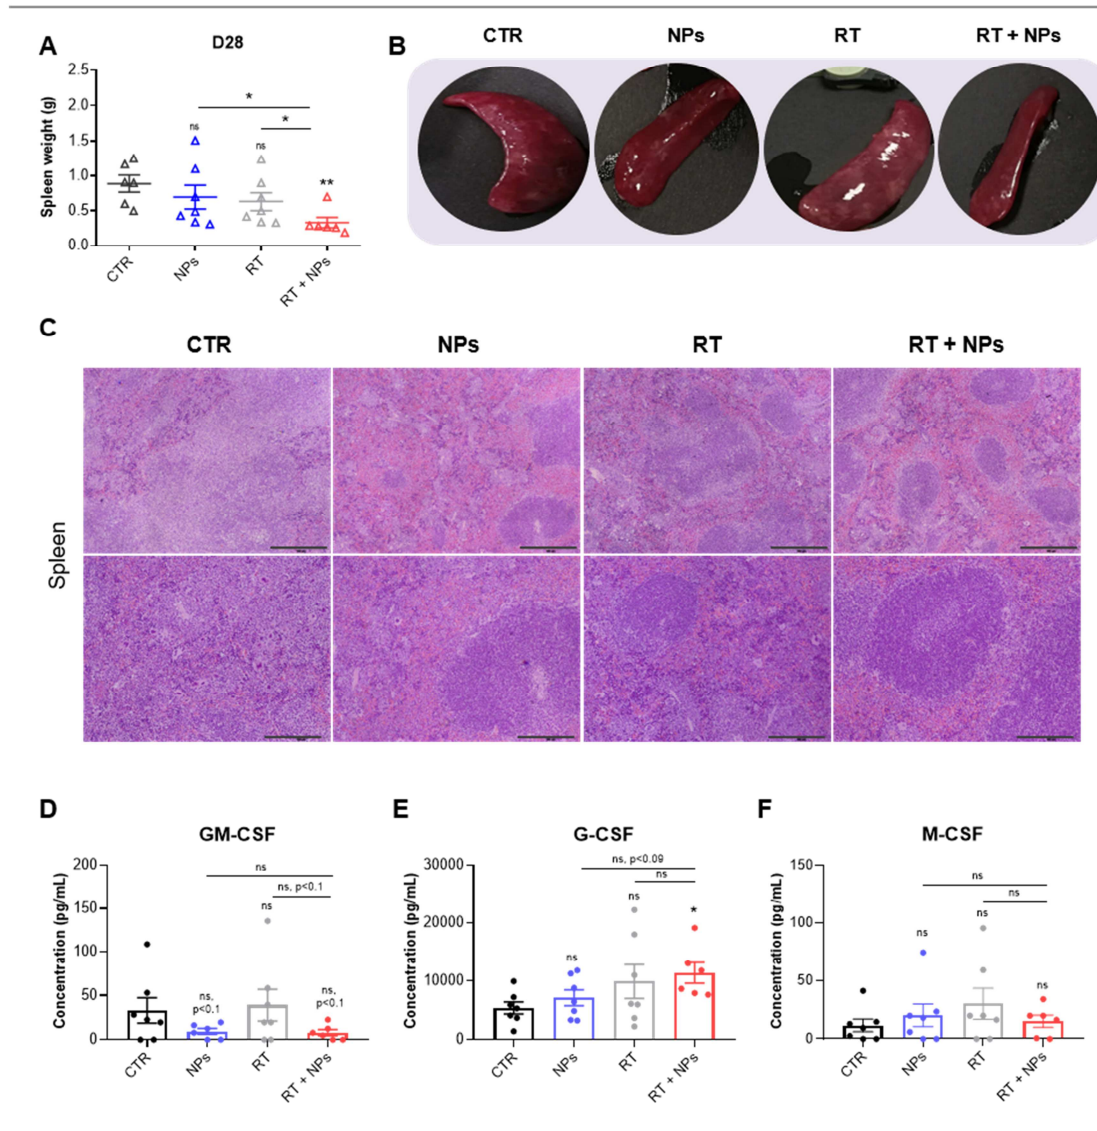 A
D28
Spleen weight (g)
2.5
2.0
1.5
1.0
0.5
0.0
*
*
ns
ns
**
CTR
NPs
RT
RT + NPs
B
CTR
NPs
RT
RT + NPs
C
CTR
NPs
RT
RT + NPs
Spleen
D
GM-CSF
Concentration (pg/mL)
200
150
100
50
0
ns
ns, p<0.1
ns
ns,
p<0.1
ns,
p<0.1
CTR
NPs
RT
RT + NPs
E
G-CSF
Concentration (pg/mL)
30000
20000
10000
0
ns, p<0.09
ns
ns
*
ns
CTR
NPs
RT
RT + NPs
F
M-CSF
Concentration (pg/mL)
150
100
50
0
ns
ns
ns
ns
ns
CTR
NPs
RT
RT + NPs